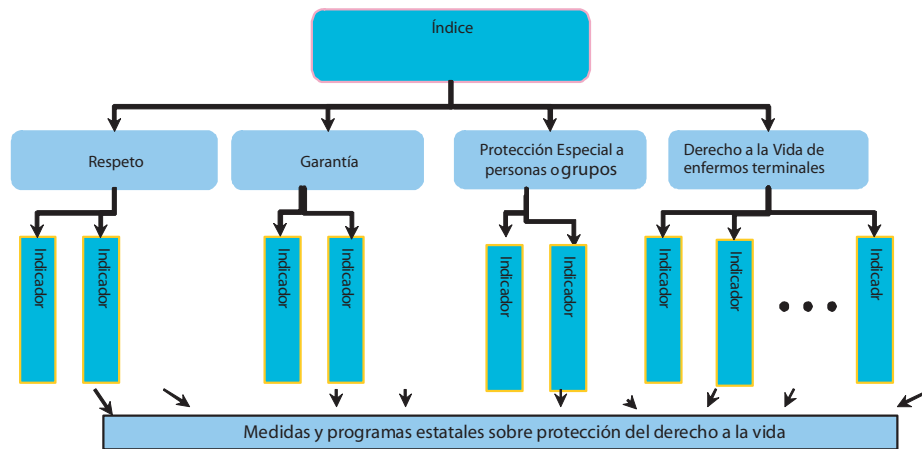 Índice
Respeto
Garantía
Protección Especial a
personas o grupos
Derecho a la Vida de
enfermos terminales
Indicador
Indicador
Indicador
Indicador
Indicador
Indicador
Indicador
Indicador
Indicadr
Medidas y programas estatales sobre protección del derecho a la vida